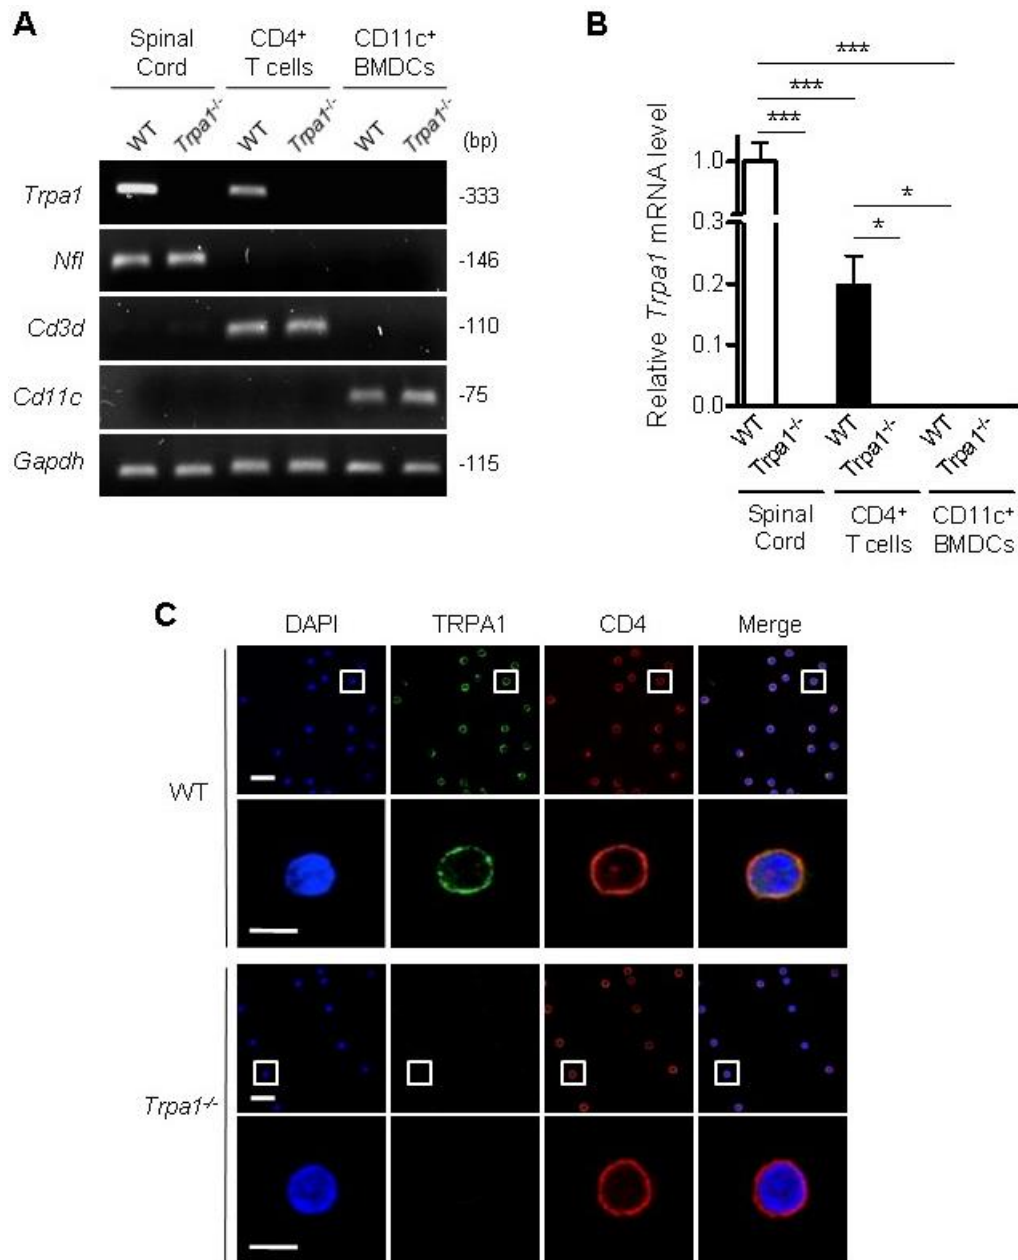 A
Spinal
Cord
CD4+
T cells
CD11c+
BMDCs
WT
Trpa1-/-
WT
Trpa1-/-
WT
Trpa1-/-
(bp)
Trpa1
-333
Nfl
-146
Cd3d
-110
Cd11c
-75
Gapdh
-115
B
***
***
***
*
*
Relative Trpa1 mRNA level
1.0
0.3
0.2
0.1
0.0
WT
Trpa1-/-
WT
Trpa1-/-
WT
Trpa1-/-
Spinal
Cord
CD4+
T cells
CD11c+
BMDCs
C
DAPI
TRPA1
CD4
Merge
WT
Trpa1-/-